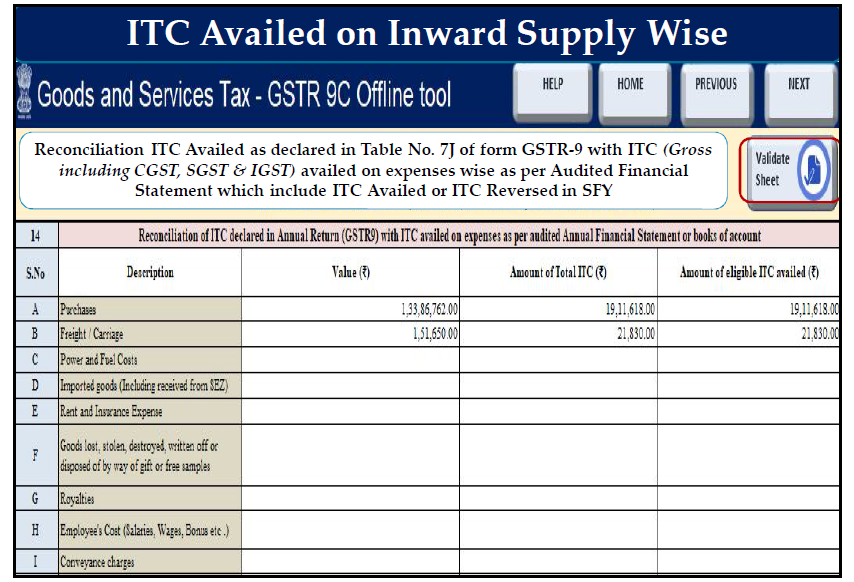 ITC Availed on Inward Supply Wise
Goods and Services Tax - GSTR 9C Offline tool
HELP
HOME
PREVIOUS
NEXT
Reconciliation ITC Availed as declared in Table No. 7J of form GSTR-9 with ITC (Gross
including CGST, SGST & IGST) availed on expenses wise as per Audited Financial
Statement which include ITC Availed or ITC Reversed in SFY
Validate
Sheet
14 Reconciliation of ITC declared in Annual Return (GSTR9) with ITC availed on expenses as per audited Annual Financial Statement or books of account
S.No Description Value (₹) Amount of Total ITC (₹) Amount of eligible ITC availed (₹)
A Purchases 1,33,86,762.00 19,11,618.00 19,11,618.00
B Freight / Carriage 1,51,650.00 21,830.00 21,830.00
C Power and Fuel Costs
D Imported goods (Including received from SEZ)
E Rent and Insurance Expense
F Goods lost, stolen, destroyed, written off or
disposed of by way of gift or free samples
G Royalties
H Employee's Cost (Salaries, Wages, Bonus etc .)
I Conveyance charges